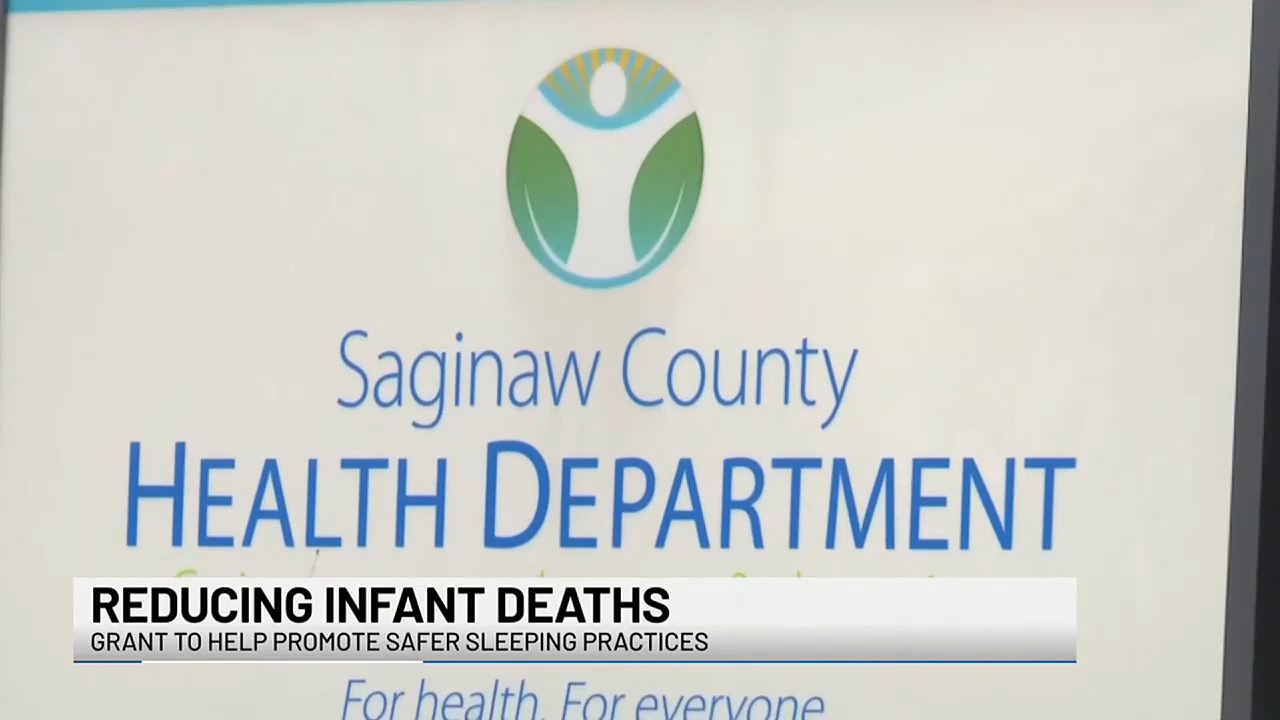 Saginaw County
HEALTH DEPARTMENT
REDUCING INFANT DEATHS
GRANT TO HELP PROMOTE SAFER SLEEPING PRACTICES
For health. For everyone